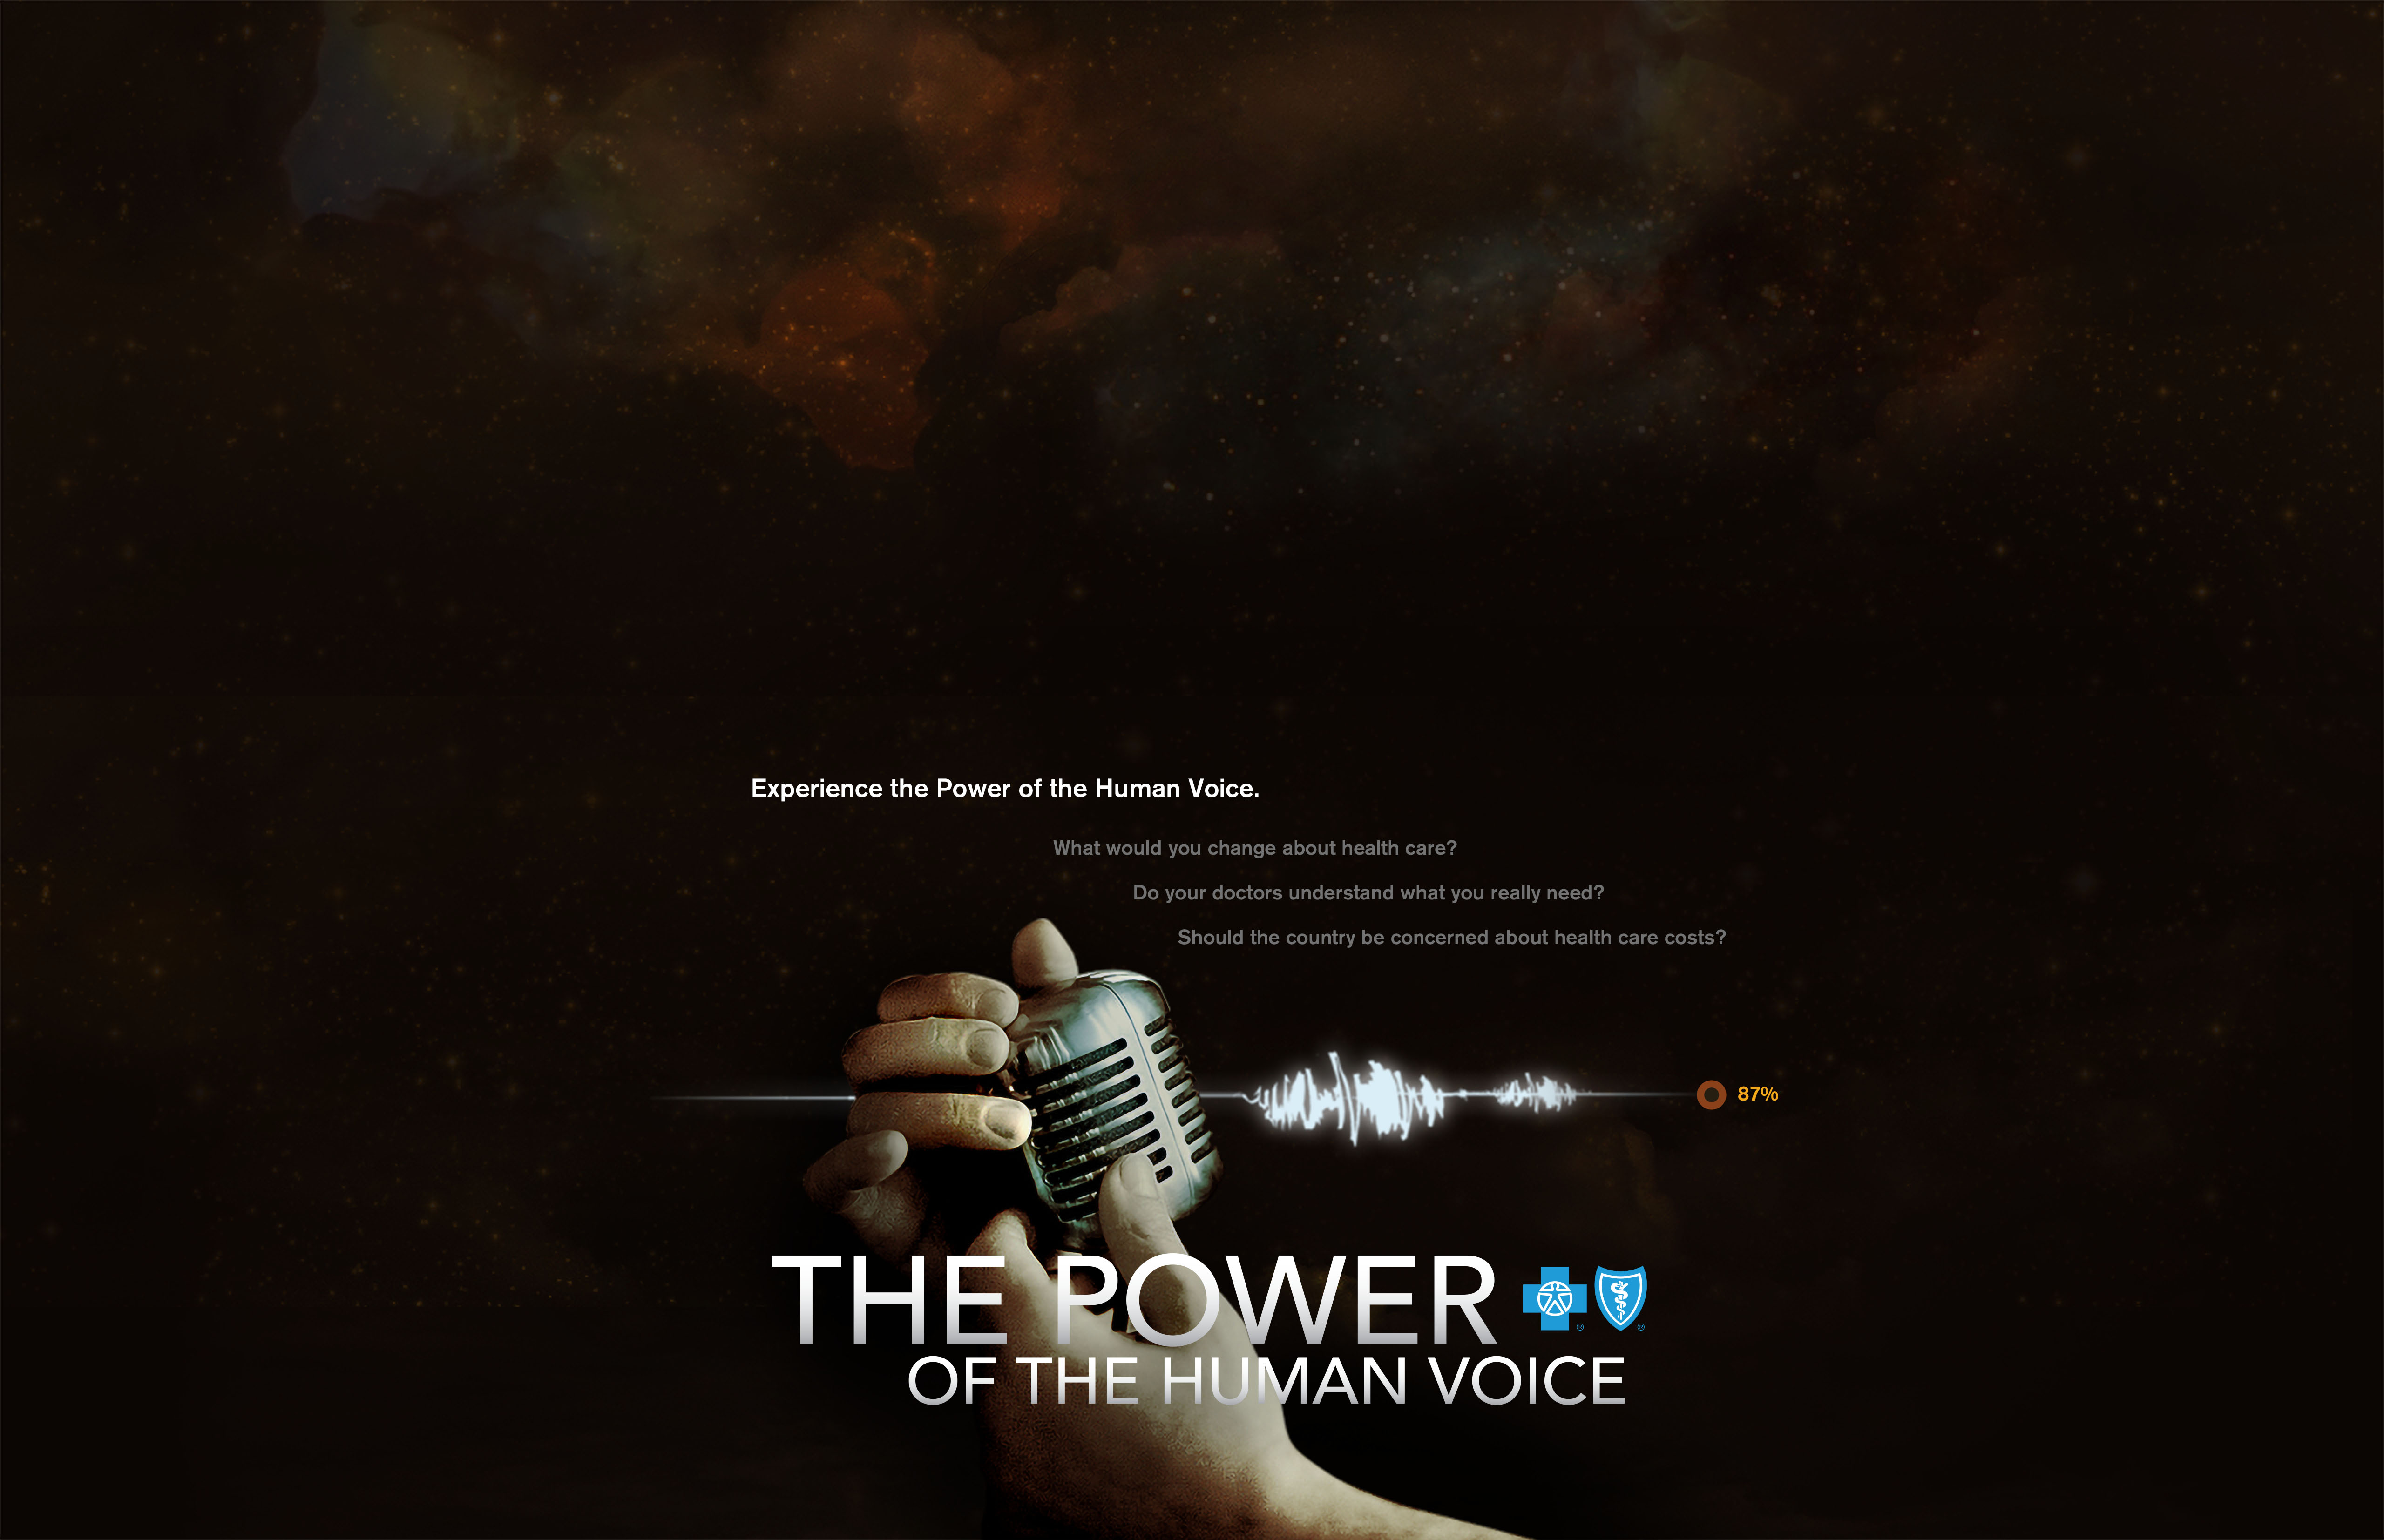 Experience the Power of the Human Voice.
What would you change about health care?
Do your doctors understand what you really need?
Should the country be concerned about health care costs?
87%
THE POWER
® ®
OF THE HUMAN VOICE